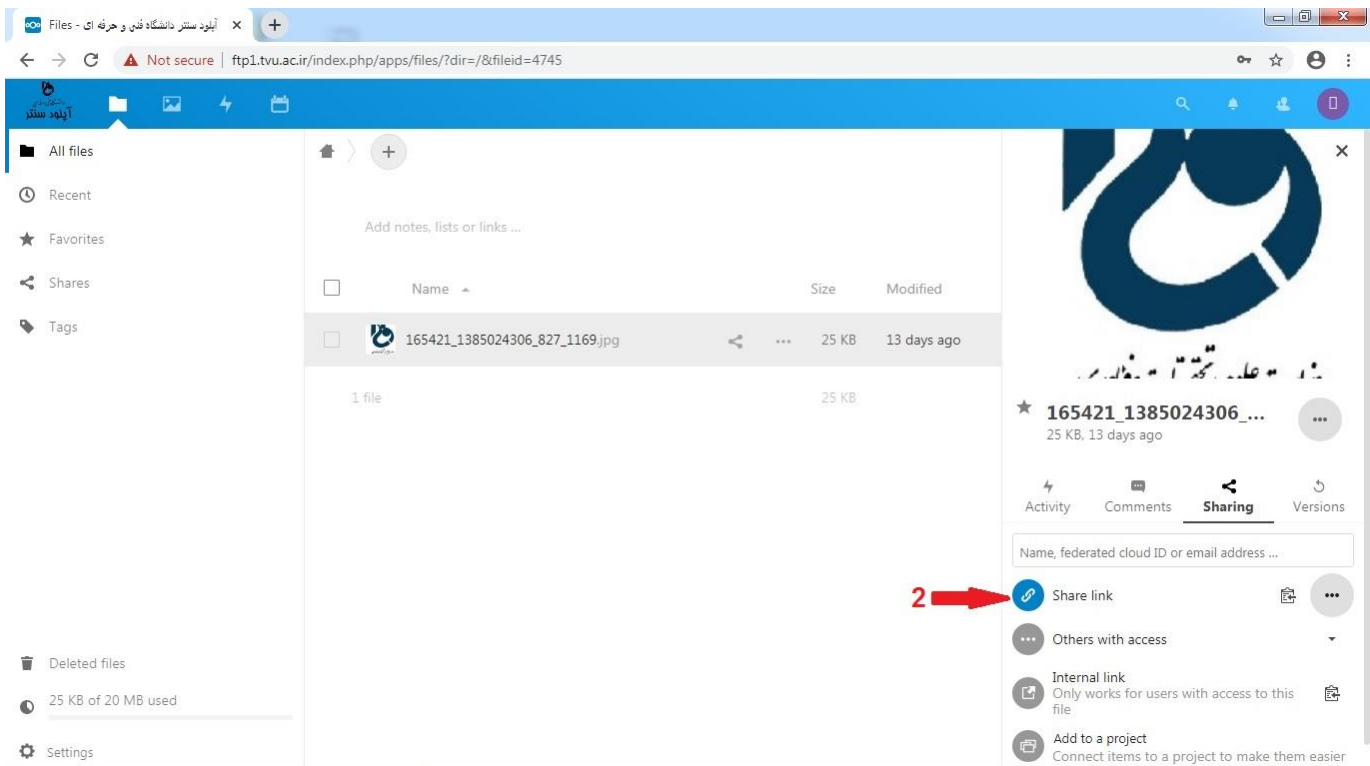 آپلود سنتر دانشگاه فنی و حرفه ای - Files
Not secure | ftp1.tvu.ac.ir/index.php/apps/files/?dir=/&fileid=4745
آپلود سنتر
All files
Recent
Favorites
Shares
Tags
Deleted files
25 KB of 20 MB used
Settings
Add notes, lists or links ...
Name Size Modified
165421_1385024306_827_1169.jpg 25 KB 13 days ago
1 file 25 KB
165421_1385024306_...
25 KB, 13 days ago
Activity Comments Sharing Versions
Name, federated cloud ID or email address ...
2
Share link
Others with access
Internal link
Only works for users with access to this
file
Add to a project
Connect items to a project to make them easier